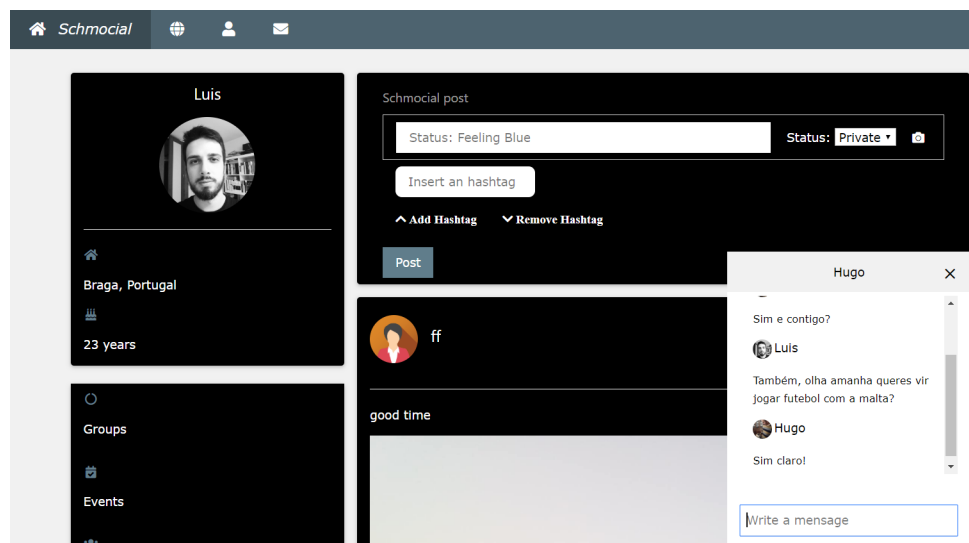 Schmocial
Luis
Braga, Portugal
23 years
Groups
Events
Schmocial post
Status: Feeling Blue
Status: Private
Insert an hashtag
Add Hashtag Remove Hashtag
Post
ff
good time
Hugo
Sim e contigo?
Luis
Também, olha amanha queres vir
jogar futebol com a malta?
Hugo
Sim claro!
Write a message